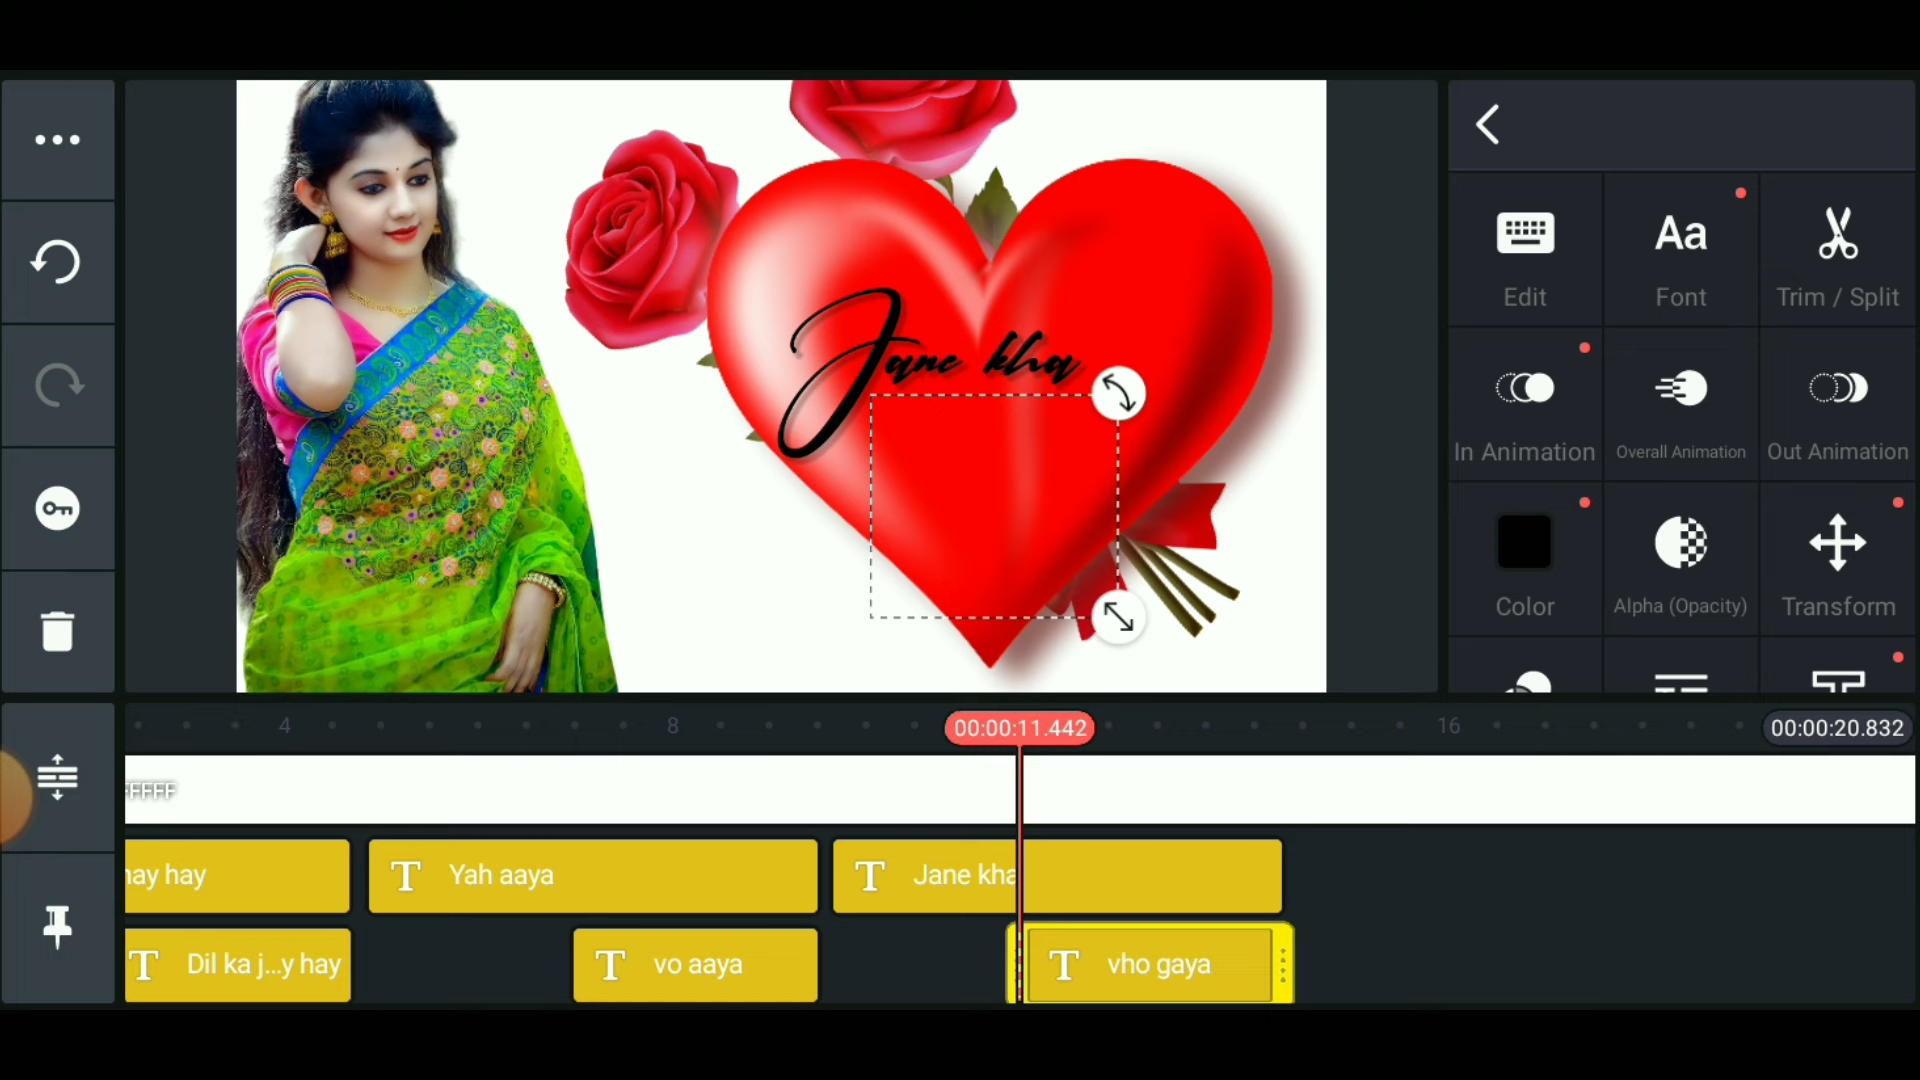 Jane kha
Edit
Aa
Font
Trim / Split
In Animation
Overall Animation
Out Animation
Color
Alpha (Opacity)
Transform
4
8
00:00:11.442
16
00:00:20.832
FFFFF
hay hay
T Yah aaya
T Jane kha
T Dil ka j...y hay
T vo aaya
T vho gaya